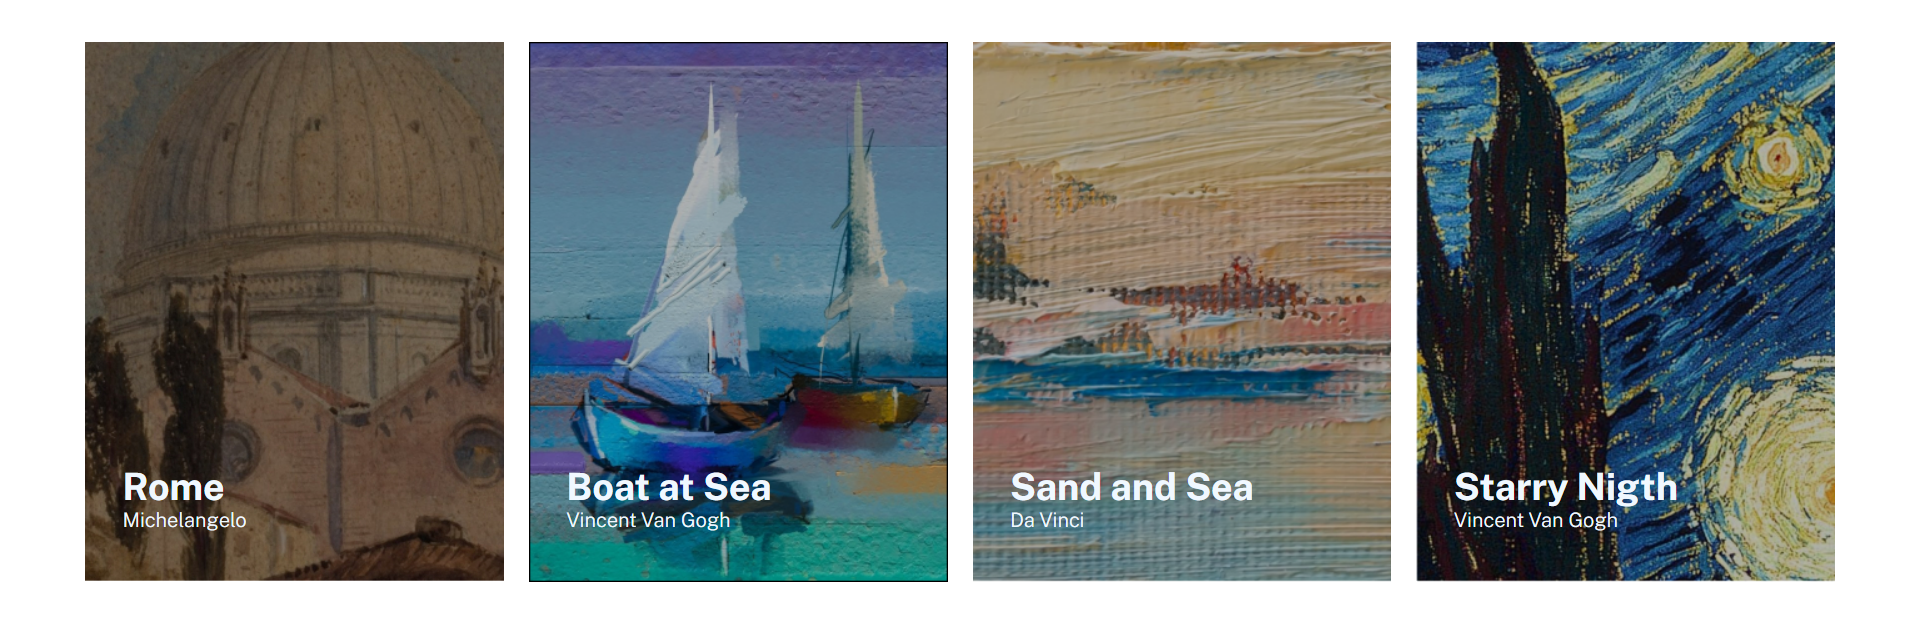 Rome
Michelangelo
Boat at Sea
Vincent Van Gogh
Sand and Sea
Da Vinci
Starry Nigth
Vincent Van Gogh